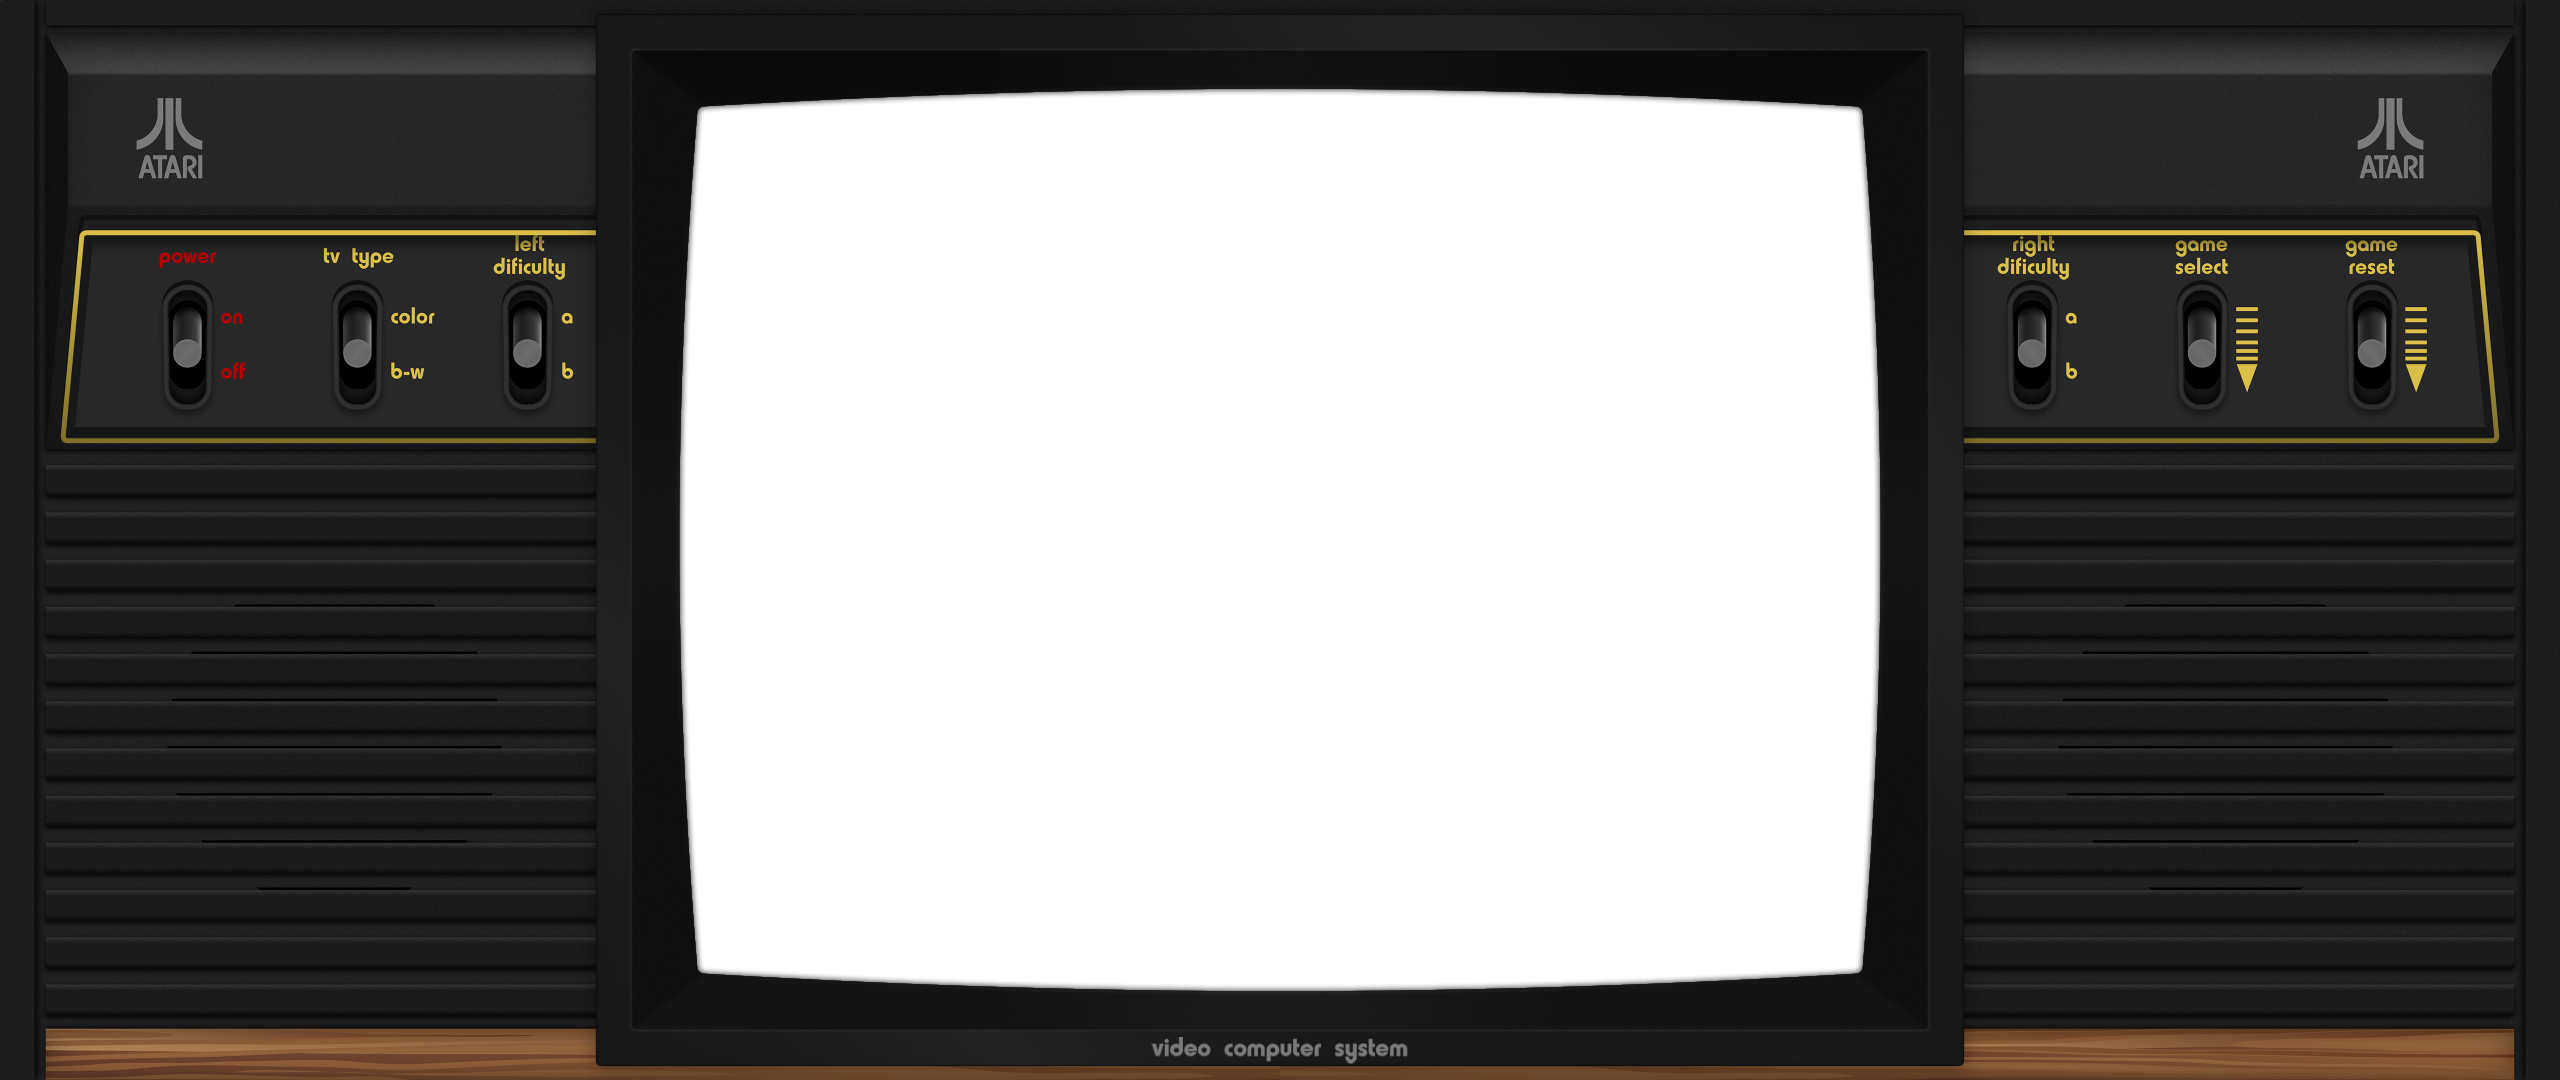 ATARI
ATARI
power
on
off
tv type
color
b-w
left
dificulty
a
b
right
dificulty
a
b
game
select
game
reset
video computer system